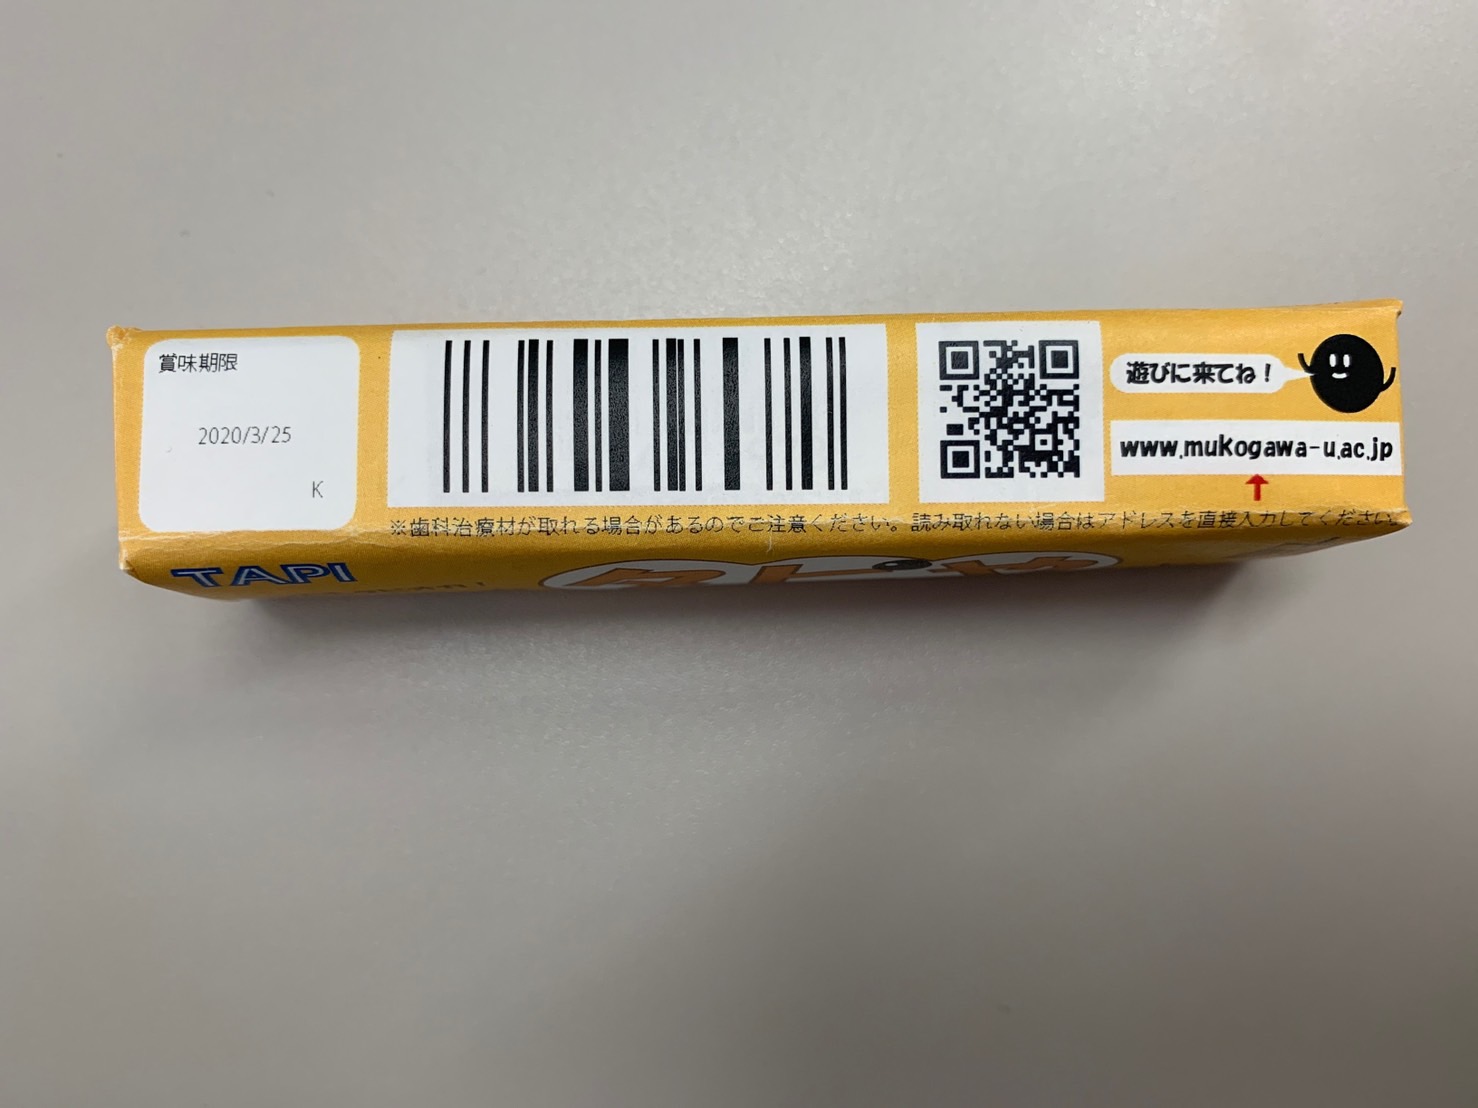 賞味期限
2020/3/25
K
遊びに来てね！
www.mukogawa-u.ac.jp
※歯科治療材が取れる場合があるのでご注意ください。読み取れない場合はアドレスを直接入力してください。
TAPI